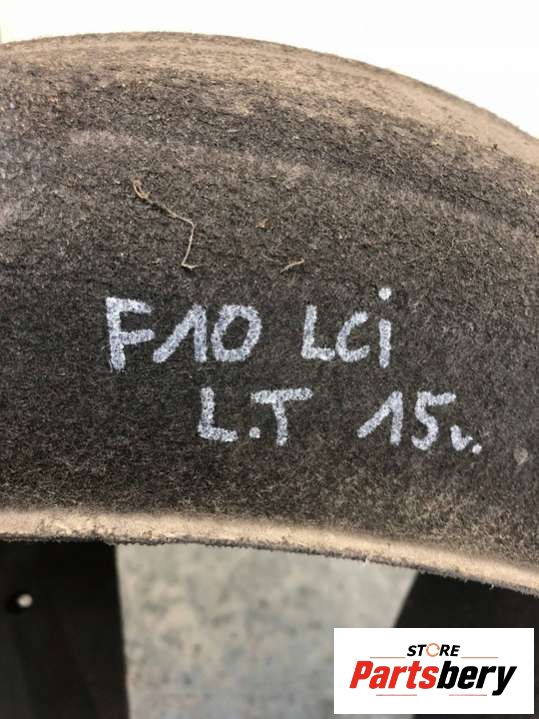 F10 LCi
L.T 15v.
STORE
Partsbery